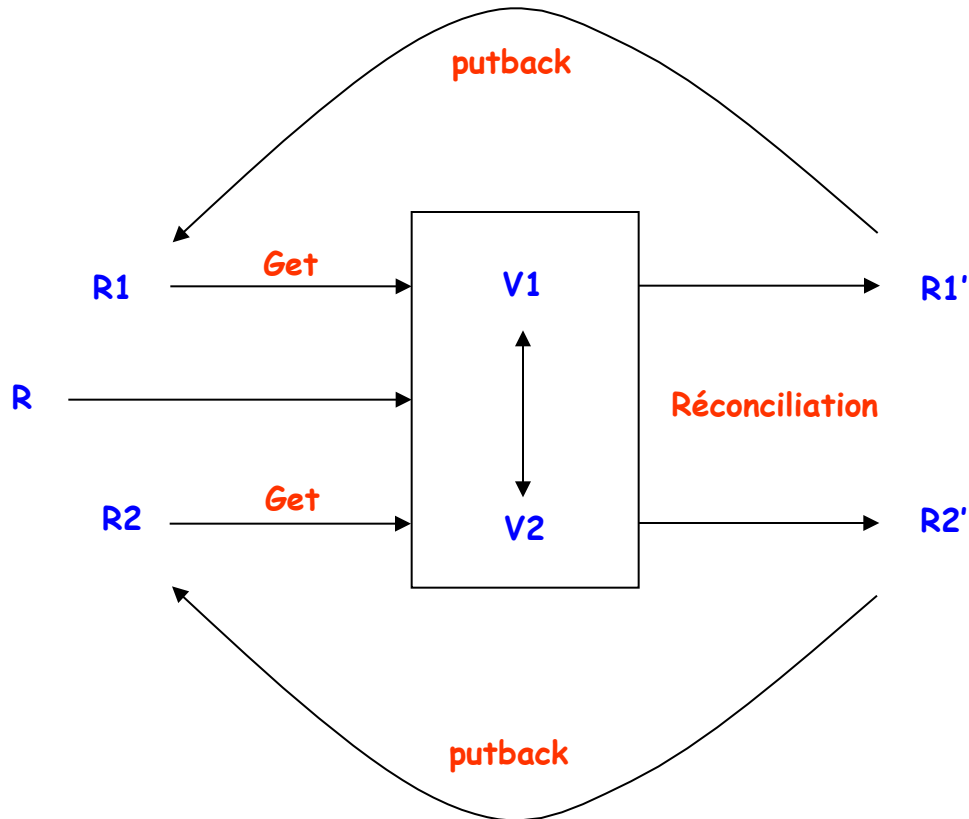 putback
Get
R1
V1
R1'
R
Réconciliation
Get
R2
V2
R2'
putback